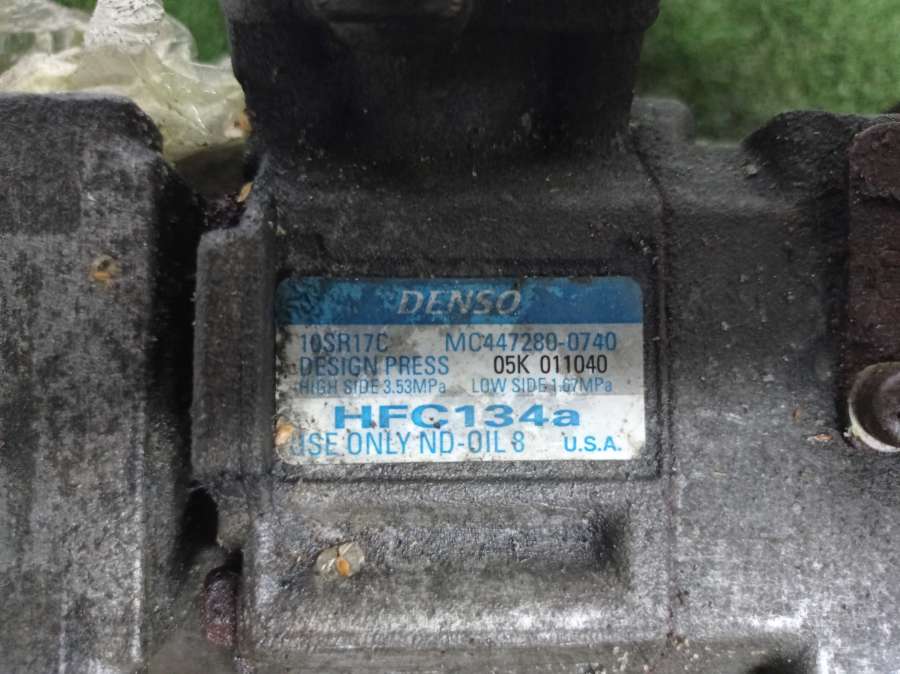 DENSO
10SR17C MC447280-0740
DESIGN PRESS 05K 011040
HIGH SIDE 3.53MPa LOW SIDE 1.67MPa
HFC134a
USE ONLY ND-OIL 8 U.S.A.